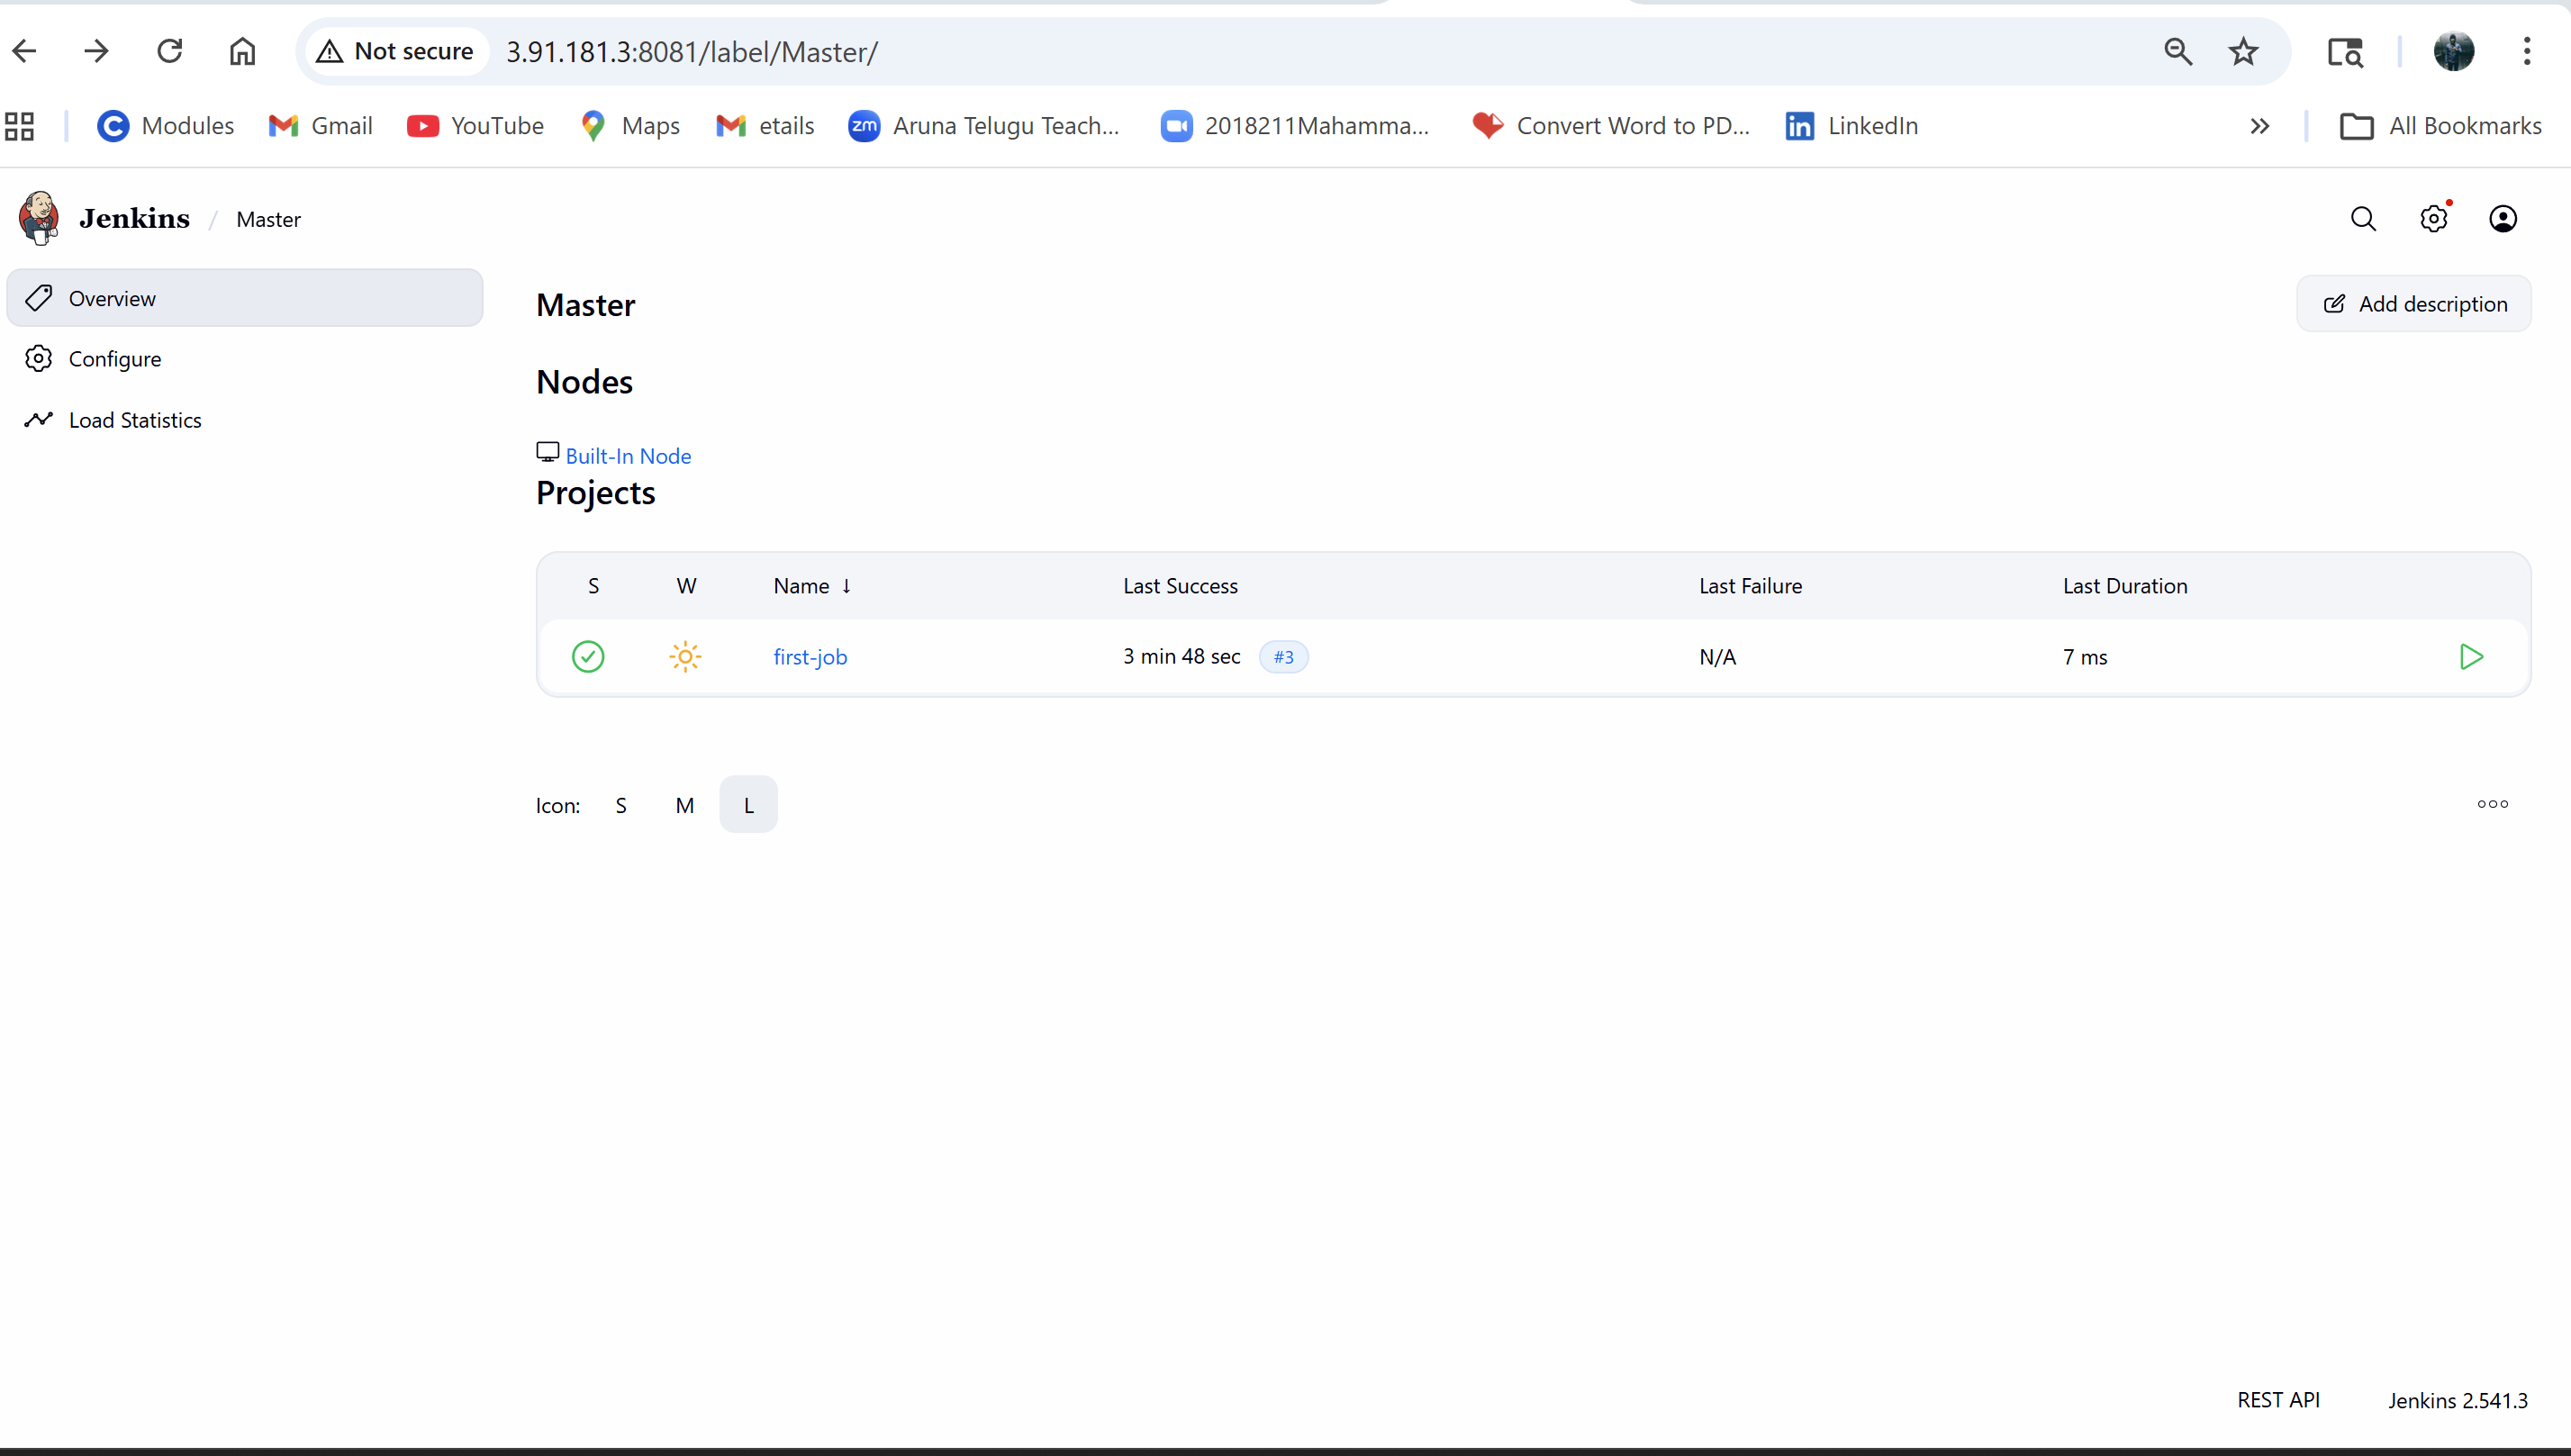 Not secure 3.91.181.3:8081/label/Master/
Modules Gmail YouTube Maps etails zm Aruna Telugu Teach... 2018211Mahamma... Convert Word to PD... in LinkedIn All Bookmarks
Jenkins / Master
Overview
Configure
Load Statistics
Master
Add description
Nodes
Built-In Node
Projects
S W Name ↓ Last Success Last Failure Last Duration
first-job 3 min 48 sec #3 N/A 7 ms
Icon: S M L
REST API Jenkins 2.541.3